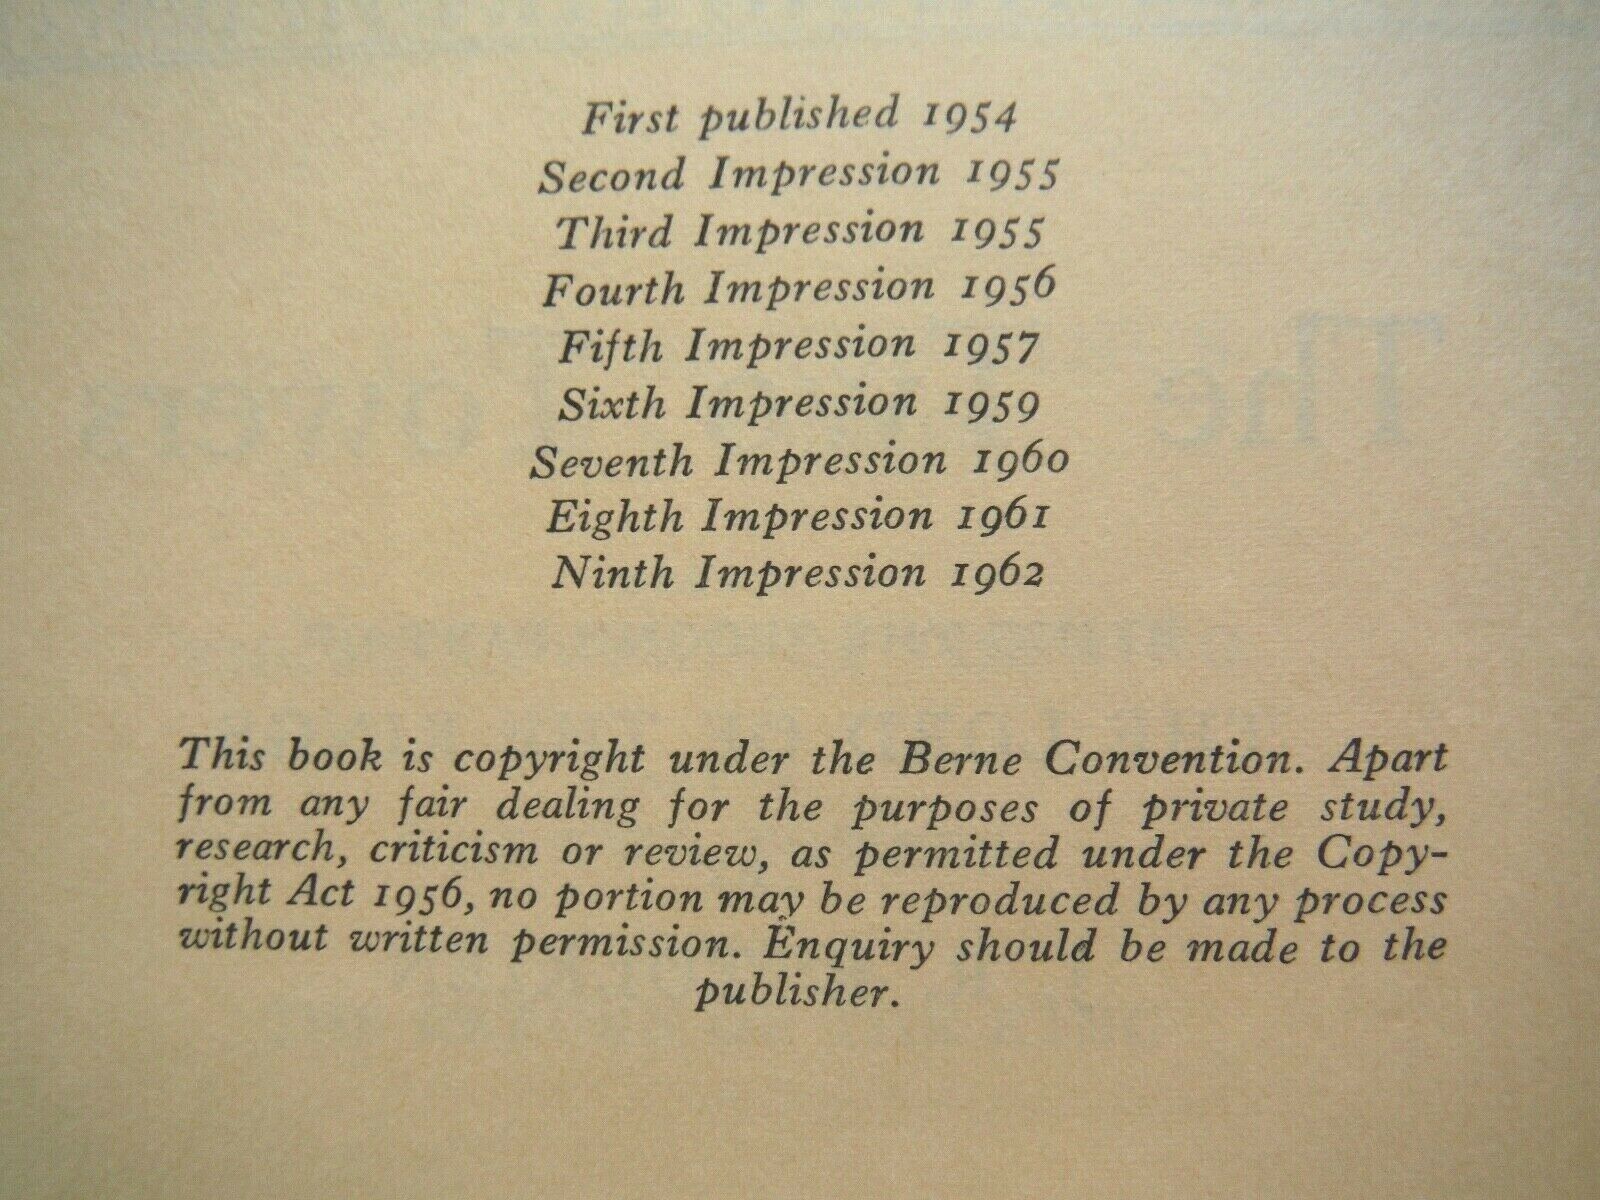 First published 1954
Second Impression 1955
Third Impression 1955
Fourth Impression 1956
Fifth Impression 1957
Sixth Impression 1959
Seventh Impression 1960
Eighth Impression 1961
Ninth Impression 1962
This book is copyright under the Berne Convention. Apart
from any fair dealing for the purposes of private study,
research, criticism or review, as permitted under the Copy-
right Act 1956, no portion may be reproduced by any process
without written permission. Enquiry should be made to the
publisher.